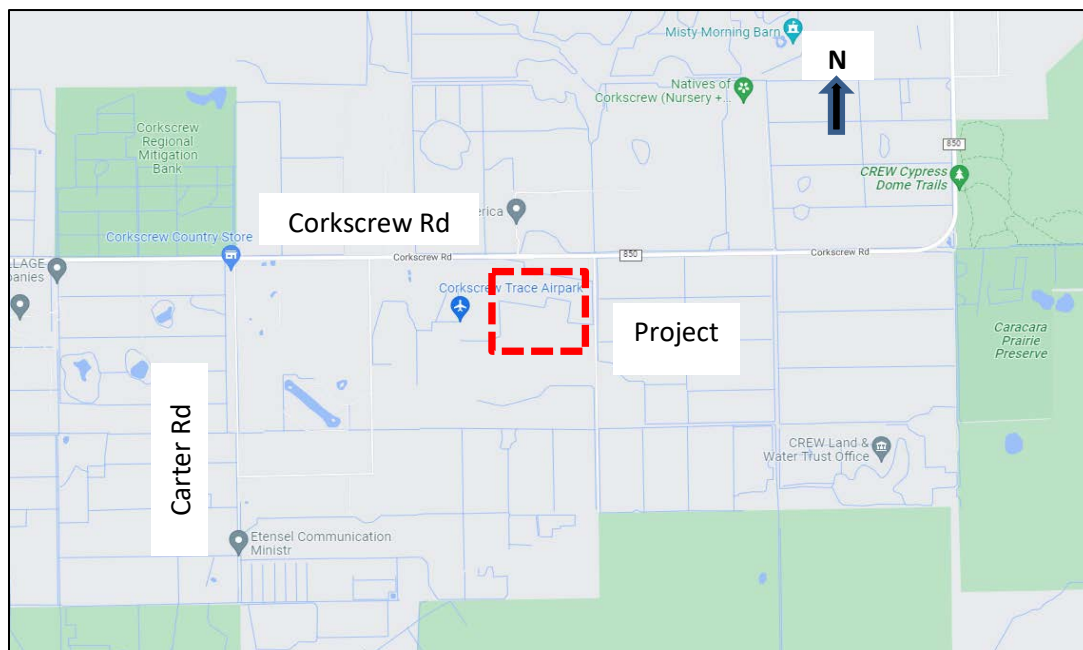 Misty Morning Barn
N
Natives of
Corkscrew (Nursery +...
Corkscrew
Regional
Mitigation
Bank
850
CREW Cypress
Dome Trails
Corkscrew Rd
erica
Corkscrew Country Store
Corkscrew Rd
850
Corkscrew Rd
LLAGE
panies
Corkscrew Trace Airpark
Project
Caracara
Prairie
Preserve
Carter Rd
CREW Land &
Water Trust Office
Etensel Communication
Ministr